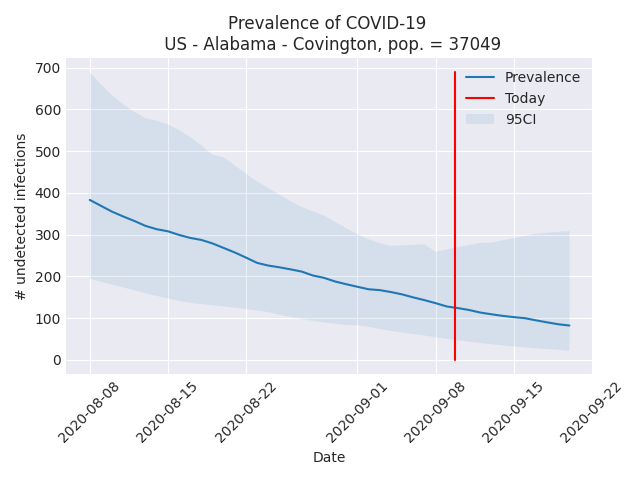 Prevalence of COVID-19
US - Alabama - Covington, pop. = 37049
700
600
500
400
300
200
100
0
# undetected infections
Prevalence
Today
95CI
2020-08-08
2020-08-15
2020-08-22
2020-09-01
2020-09-08
2020-09-15
2020-09-22
Date